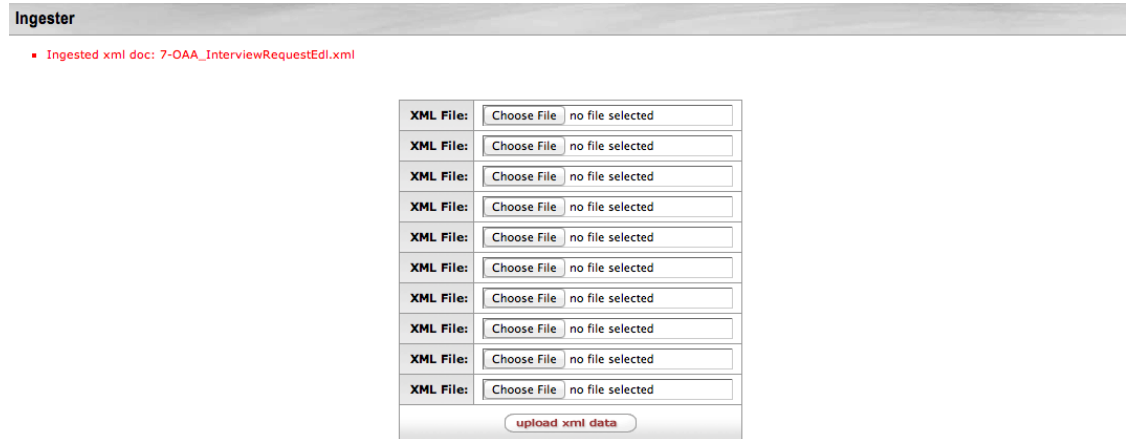 Ingester
Ingested xml doc: 7-OAA_InterviewRequestEdl.xml
XML File: Choose File no file selected
XML File: Choose File no file selected
XML File: Choose File no file selected
XML File: Choose File no file selected
XML File: Choose File no file selected
XML File: Choose File no file selected
XML File: Choose File no file selected
XML File: Choose File no file selected
XML File: Choose File no file selected
XML File: Choose File no file selected
upload xml data